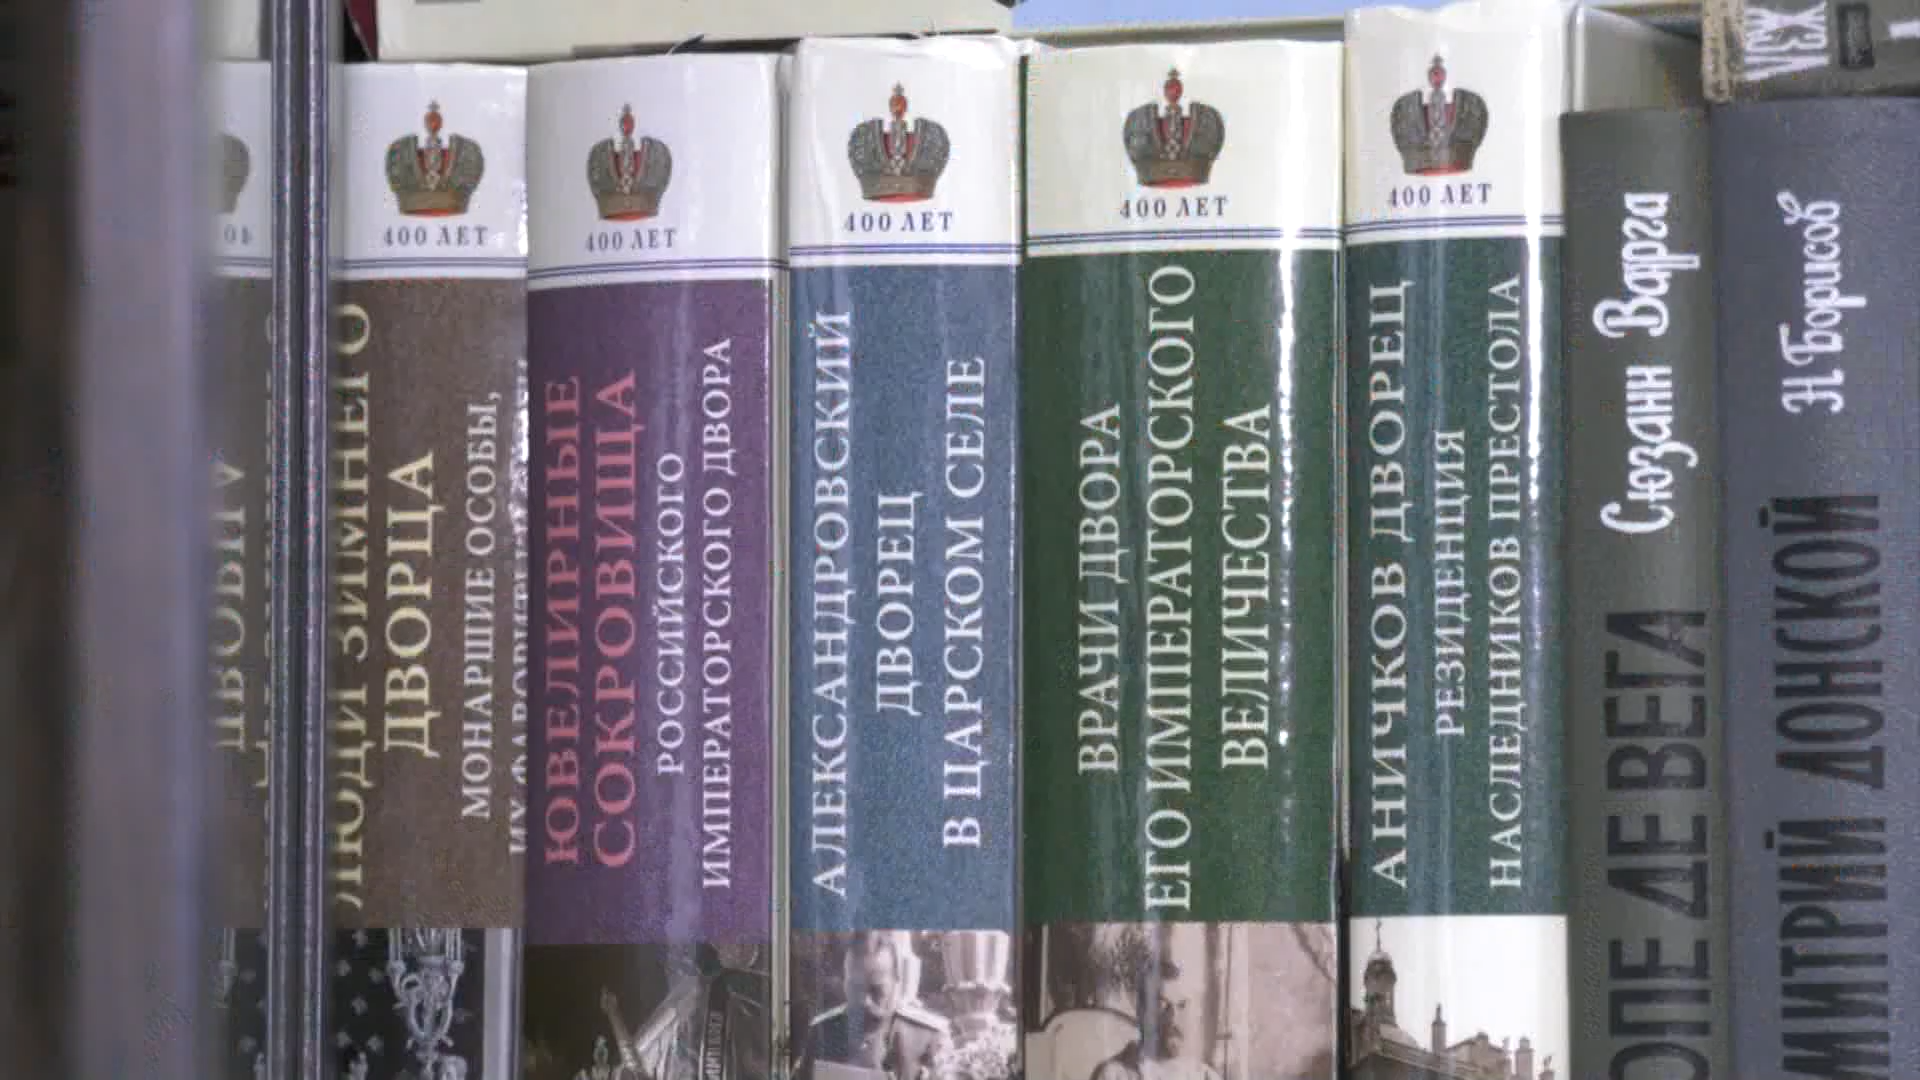 400 ЛЕТ
ЛЮДИ ЗИМНЕГО
ДВОРЦА
МОНАРШИЕ ОСОБЫ,
400 ЛЕТ
ЮВЕЛИРНЫЕ
СОКРОВИЩА
РОССИЙСКОГО
ИМПЕРАТОРСКОГО ДВОРА
400 ЛЕТ
АЛЕКСАНДРОВСКИЙ
ДВОРЕЦ
В ЦАРСКОМ СЕЛЕ
400 ЛЕТ
ВРАЧИ ДВОРА
ЕГО ИМПЕРАТОРСКОГО
ВЕЛИЧЕСТВА
400 ЛЕТ
АНИЧКОВ ДВОРЕЦ
РЕЗИДЕНЦИЯ
НАСЛЕДНИКОВ ПРЕСТОЛА
Сюзанн Варга
ОПЕ ДЕ ВЕГА
Н. Борисов
МИТРИЙ ДОНСКОЙ